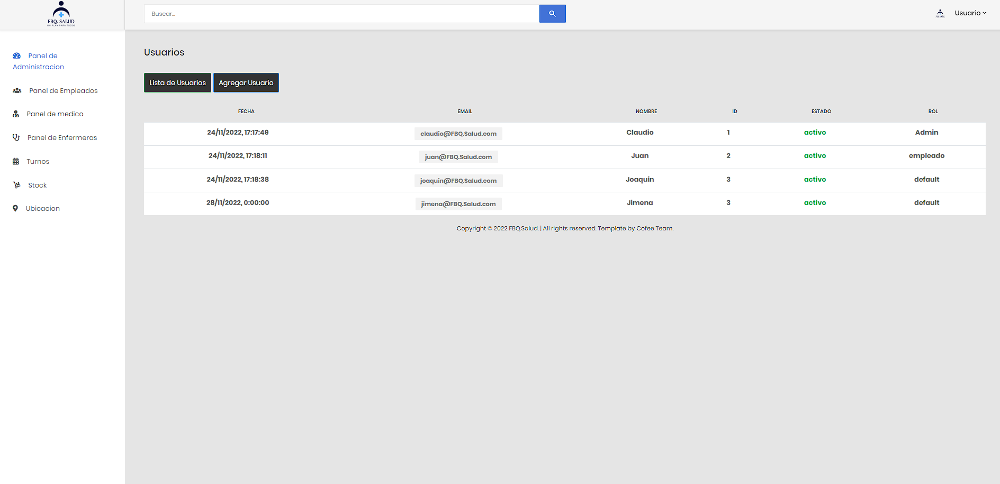 FBQ. SALUD
UN PLAN PARA TODOS
Buscar...
Usuario
Panel de
Administracion
Panel de Empleados
Panel de medico
Panel de Enfermeras
Turnos
Stock
Ubicacion
Usuarios
Lista de Usuarios Agregar Usuario
FECHA EMAIL NOMBRE ID ESTADO ROL
24/11/2022, 17:17:49 claudio@FBQ.Salud.com Claudio 1 activo Admin
24/11/2022, 17:18:11 juan@FBQ.Salud.com Juan 2 activo empleado
24/11/2022, 17:18:38 joaquin@FBQ.Salud.com Joaquin 3 activo default
28/11/2022, 0:00:00 jimena@FBQ.Salud.com Jimena 3 activo default
Copyright © 2022 FBQ.Salud. | All rights reserved. Template by Cofee Team.